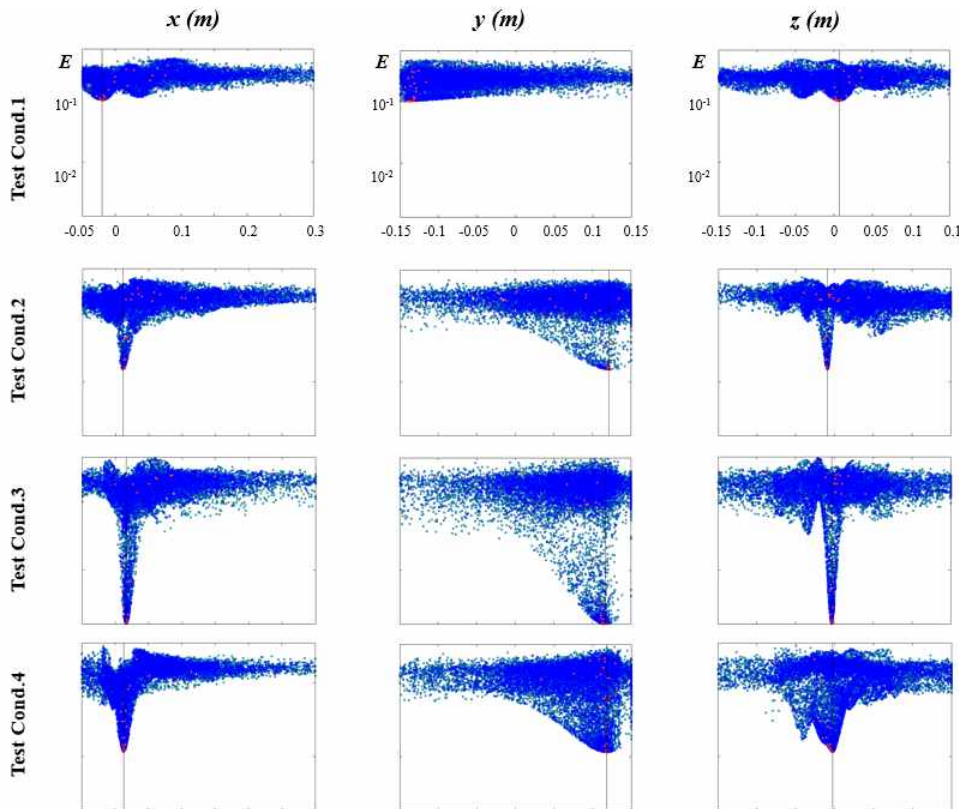 x (m) y (m) z (m)
Test Cond.1
E E E
10⁻¹ 10⁻¹ 10⁻¹
10⁻² 10⁻² 10⁻²
-0.05 0 0.1 0.2 0.3 -0.15 -0.1 -0.05 0 0.05 0.1 0.15 -0.15 -0.1 -0.05 0 0.05 0.1 0.15
Test Cond.2
Test Cond.3
Test Cond.4